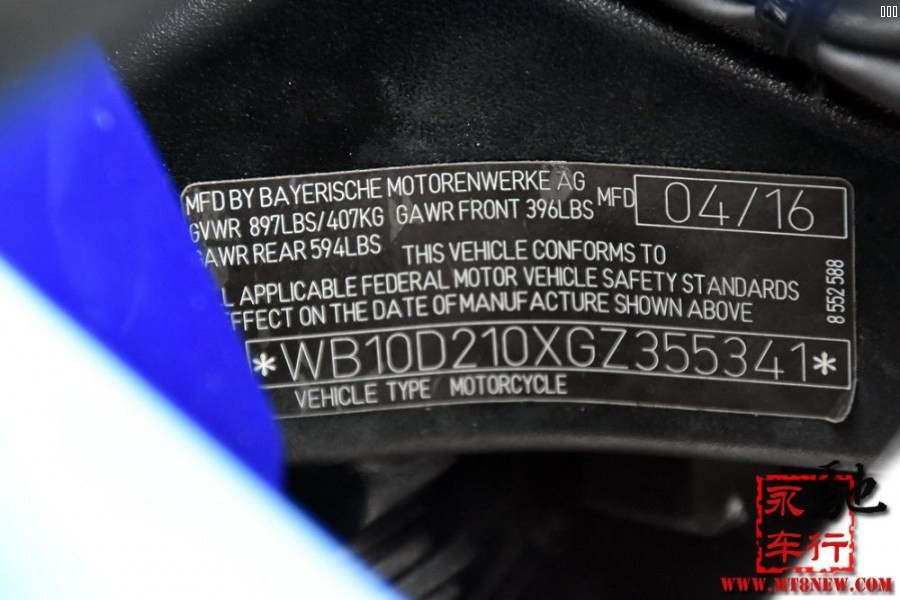 MFD BY BAYERISCHE MOTORENWERKE AG MFD 04/16
GVWR 897LBS/407KG GAWR FRONT 396LBS
GAWR REAR 594LBS THIS VEHICLE CONFORMS TO
L APPLICABLE FEDERAL MOTOR VEHICLE SAFETY STANDARDS
EFFECT ON THE DATE OF MANUFACTURE SHOWN ABOVE
8 552 588
*WB10D210XGZ355341*
VEHICLE TYPE MOTORCYCLE
永驰
车行
WWW.MT8NEW.COM